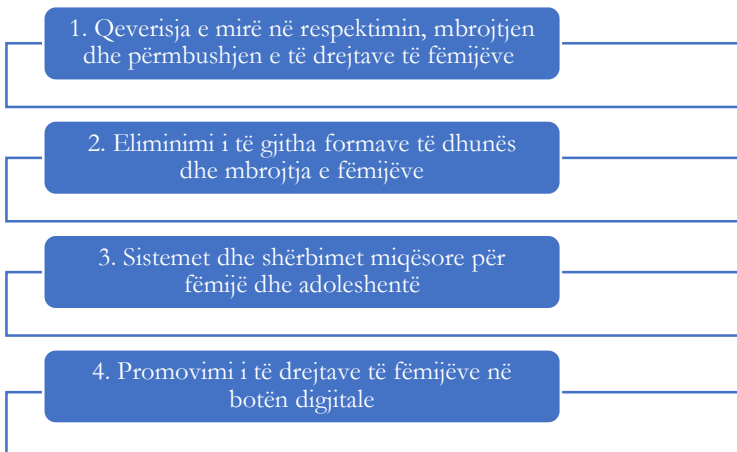 1. Qeverisja e mirë në respektimin, mbrojtjen
dhe përmbushjen e të drejtave të fëmijëve
2. Eliminimi i të gjitha formave të dhunës
dhe mbrojtja e fëmijëve
3. Sistemet dhe shërbimet miqësore për
fëmijë dhe adoleshentë
4. Promovimi i të drejtave të fëmijëve në
botën digjitale